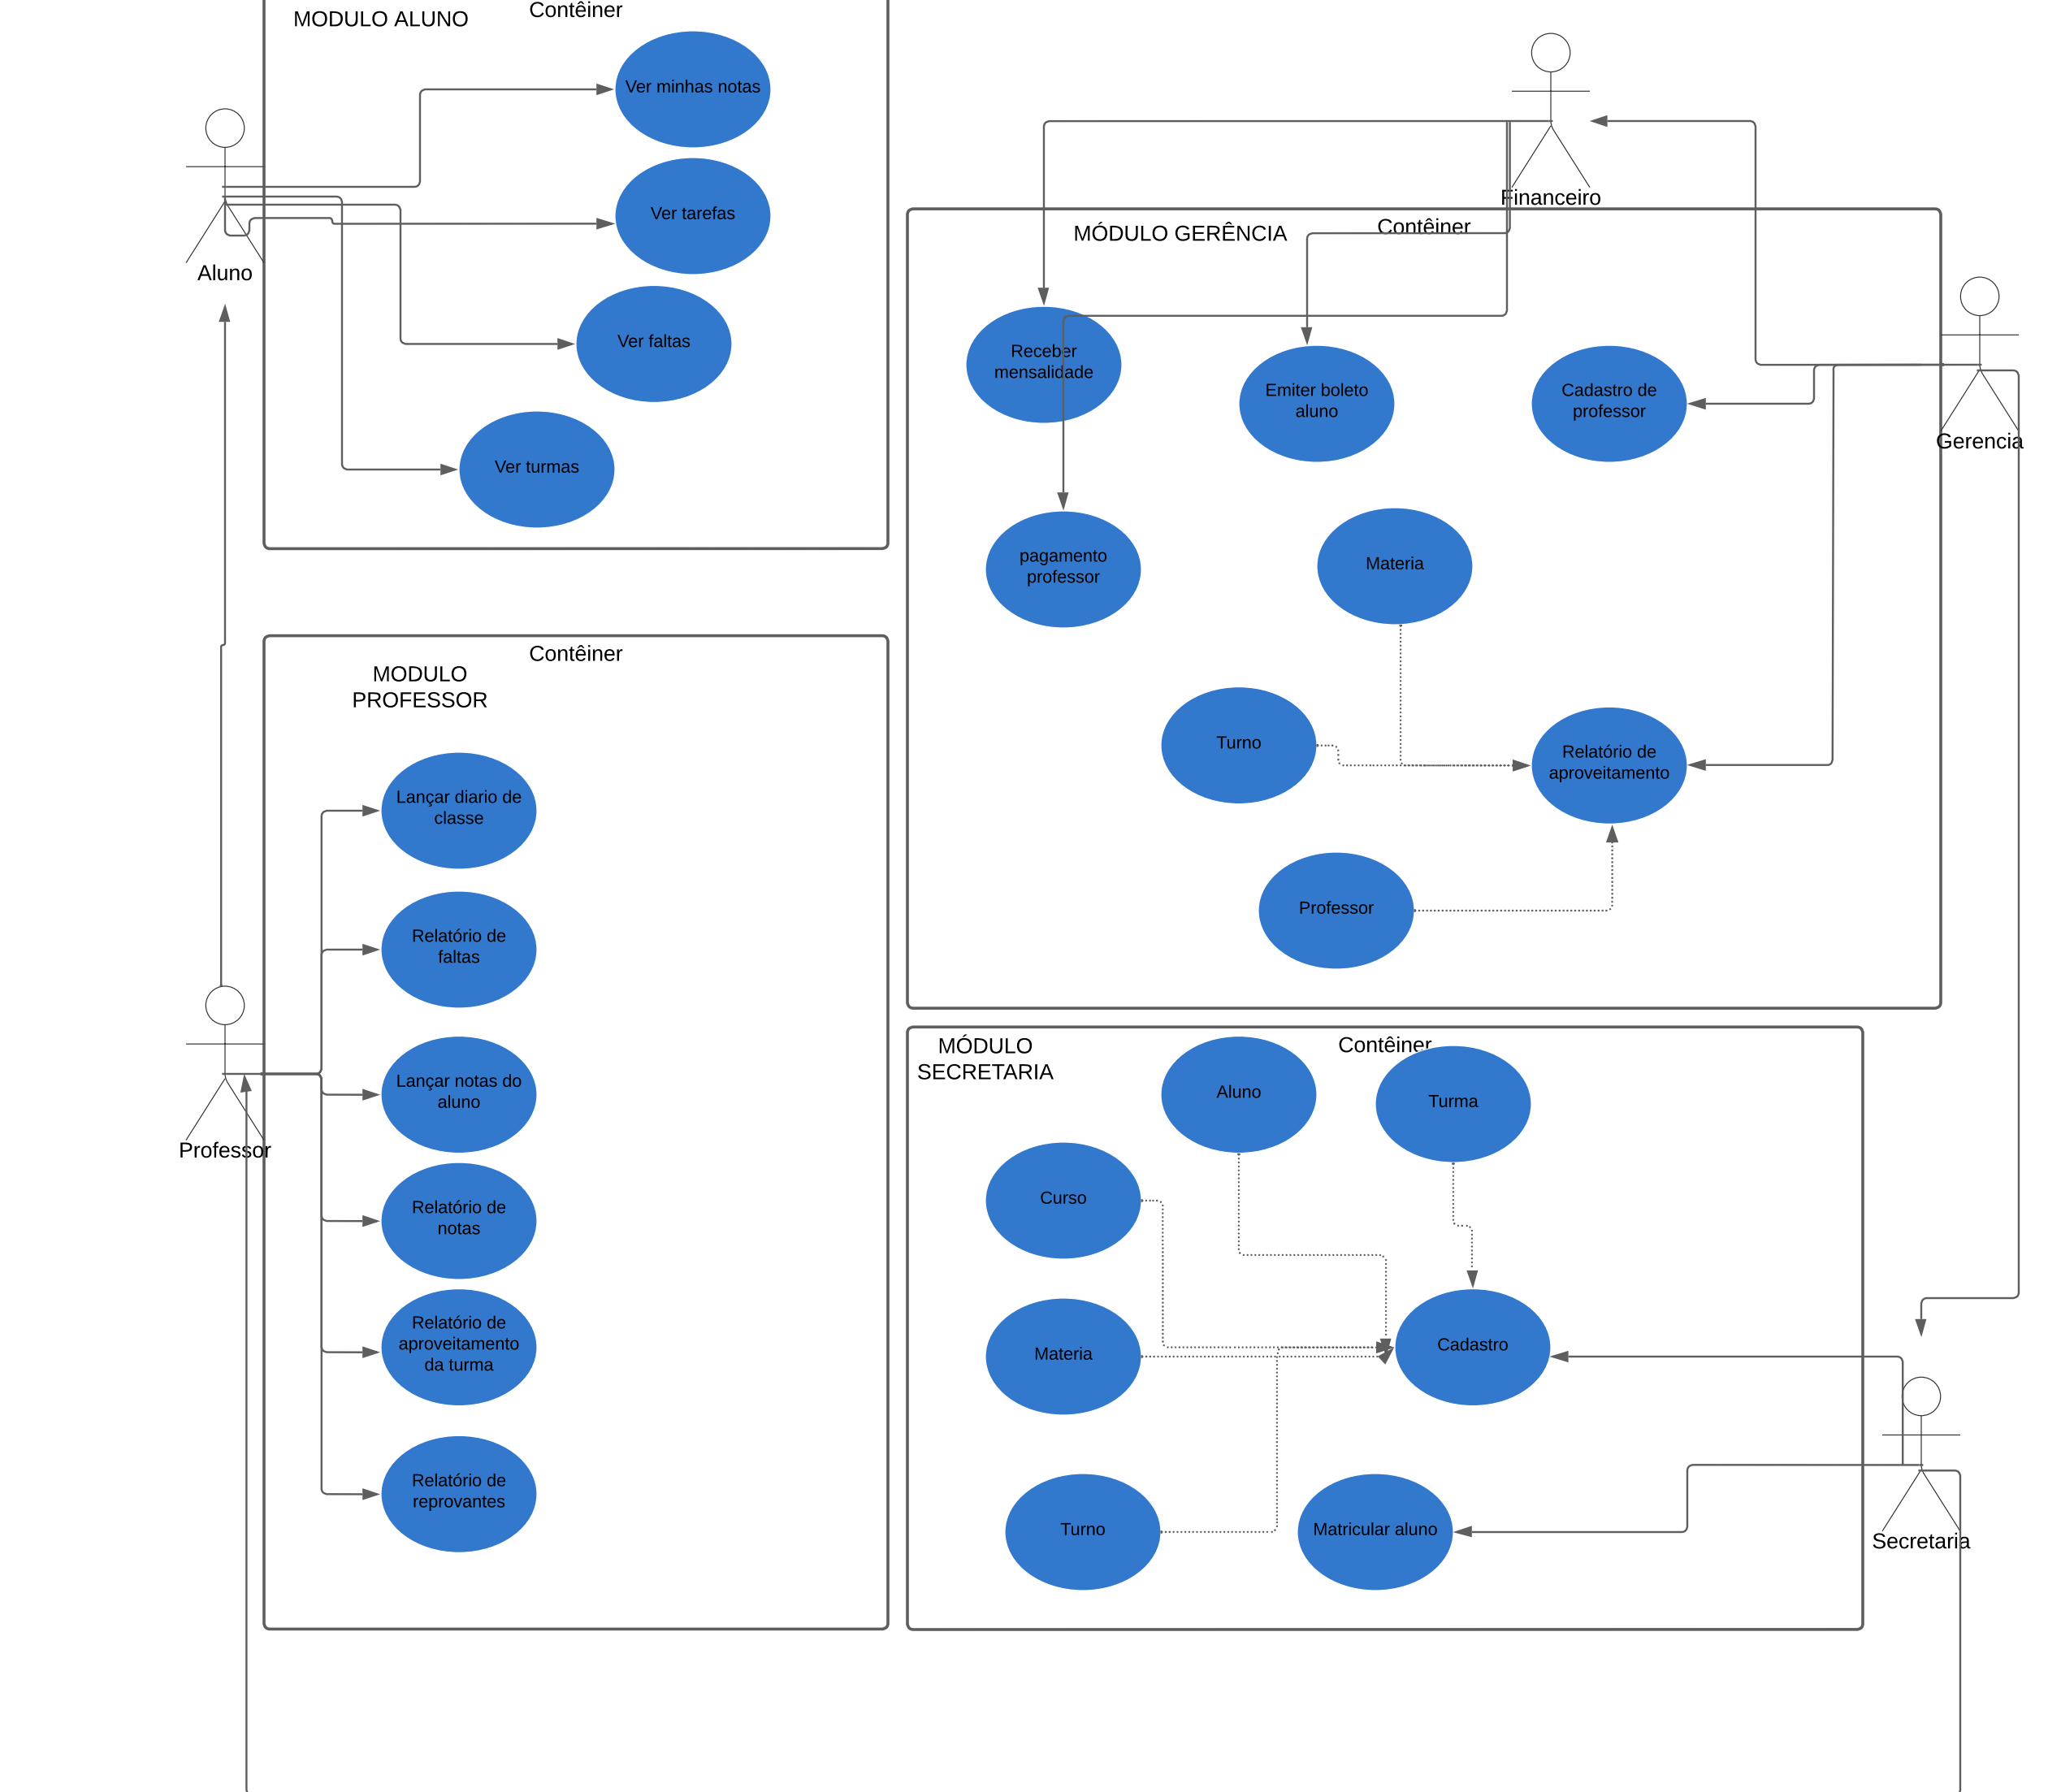 Contêiner
MODULO ALUNO
Ver minhas notas
Ver tarefas
Ver faltas
Ver turmas
Aluno
Financeiro
Contêiner
MÓDULO GERÊNCIA
Receber
mensalidade
Emiter boleto
aluno
Cadastro de
professor
Gerencia
pagamento
professor
Materia
Turno
Relatório de
aproveitamento
Professor
Contêiner
MODULO
PROFESSOR
Lançar diario de
classe
Relatório de
faltas
Lançar notas do
aluno
Relatório de
notas
Relatório de
aproveitamento
da turma
Relatório de
reprovantes
Professor
Contêiner
MÓDULO
SECRETARIA
Aluno
Turma
Curso
Materia
Cadastro
Turno
Matricular aluno
Secretaria